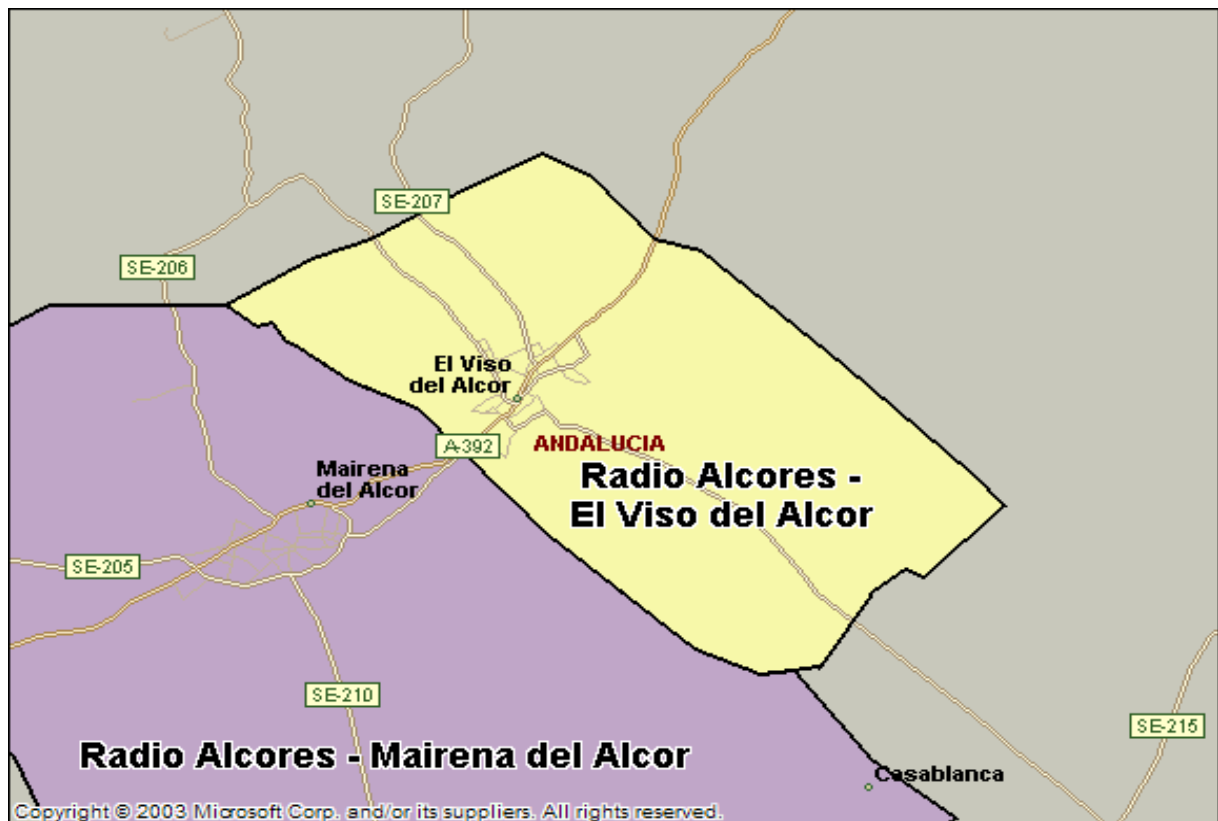 SE-207
SE-206
El Viso
del Alcor
A-392
ANDALUCIA
Mairena
del Alcor
Radio Alcores -
El Viso del Alcor
SE-205
SE-210
SE-215
Radio Alcores - Mairena del Alcor
Casablanca
Copyright © 2003 Microsoft Corp. and/or its suppliers. All rights reserved.